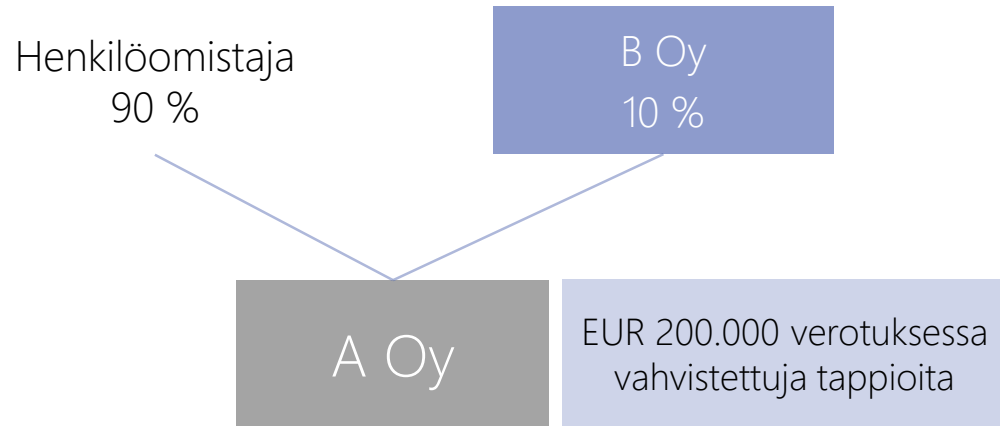 Henkilöomistaja
90 %
B Oy
10 %
A Oy
EUR 200.000 verotuksessa
vahvistettuja tappioita